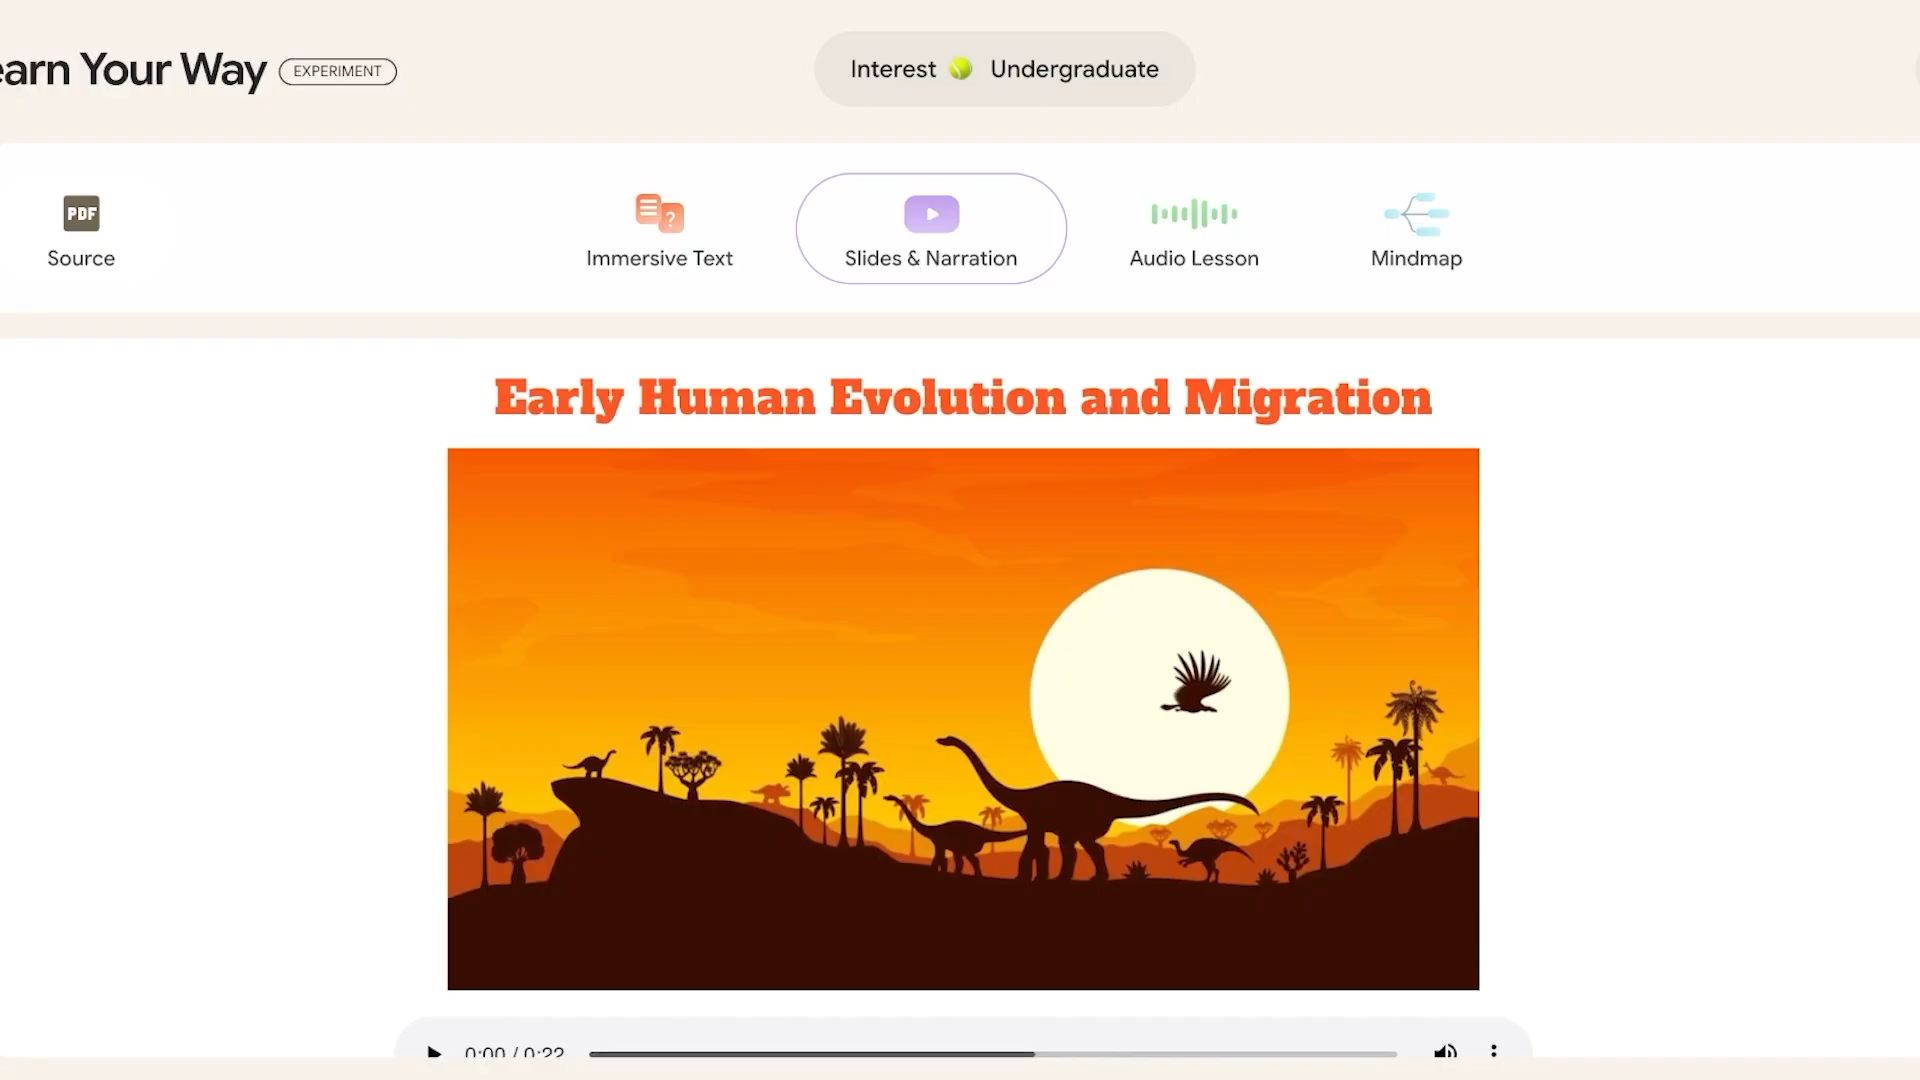 earn Your Way
EXPERIMENT
Interest Undergraduate
PDF
Source
?
Immersive Text
Slides & Narration
Audio Lesson
Mindmap
Early Human Evolution and Migration
0:00 / 0:22